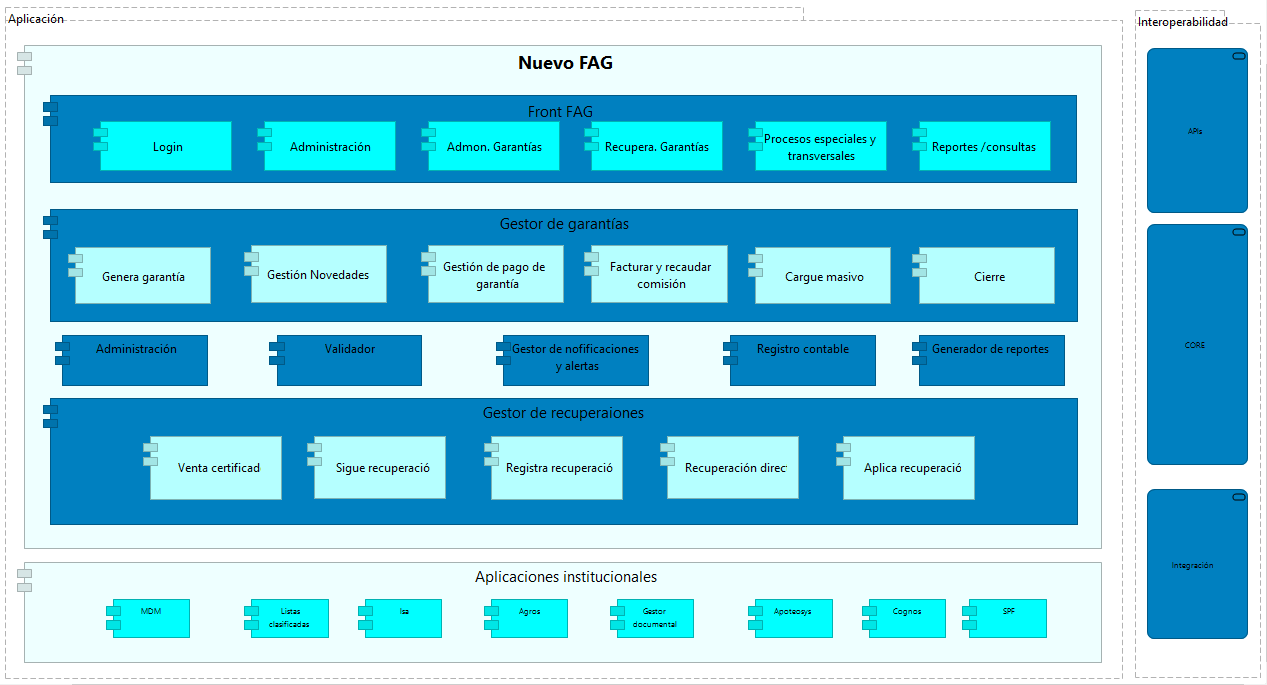 Aplicación
Interoperabilidad
Nuevo FAG
Front FAG
Login
Administración
Admon. Garantías
Recupera. Garantías
Procesos especiales y
transversales
Reportes /consultas
APIs
Gestor de garantías
Genera garantía
Gestión Novedades
Gestión de pago de
garantía
Facturar y recaudar
comisión
Cargue masivo
Cierre
Administración
Validador
Gestor de nofificaciones
y alertas
Registro contable
Generador de reportes
CORE
Gestor de recuperaiones
Venta certificad
Sigue recuperació
Registra recuperació
Recuperación direc
Aplica recuperació
Integración
Aplicaciones institucionales
MDM
Listas
clasificadas
Isa
Agros
Gestor
documental
Apoteosys
Cognos
SPF